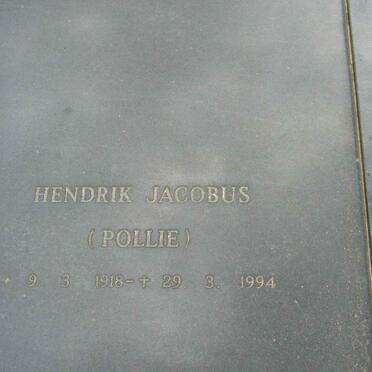 HENDRIK JACOBUS
(POLLIE)
* 9. 3. 1918 – ✝ 29. 3. 1994